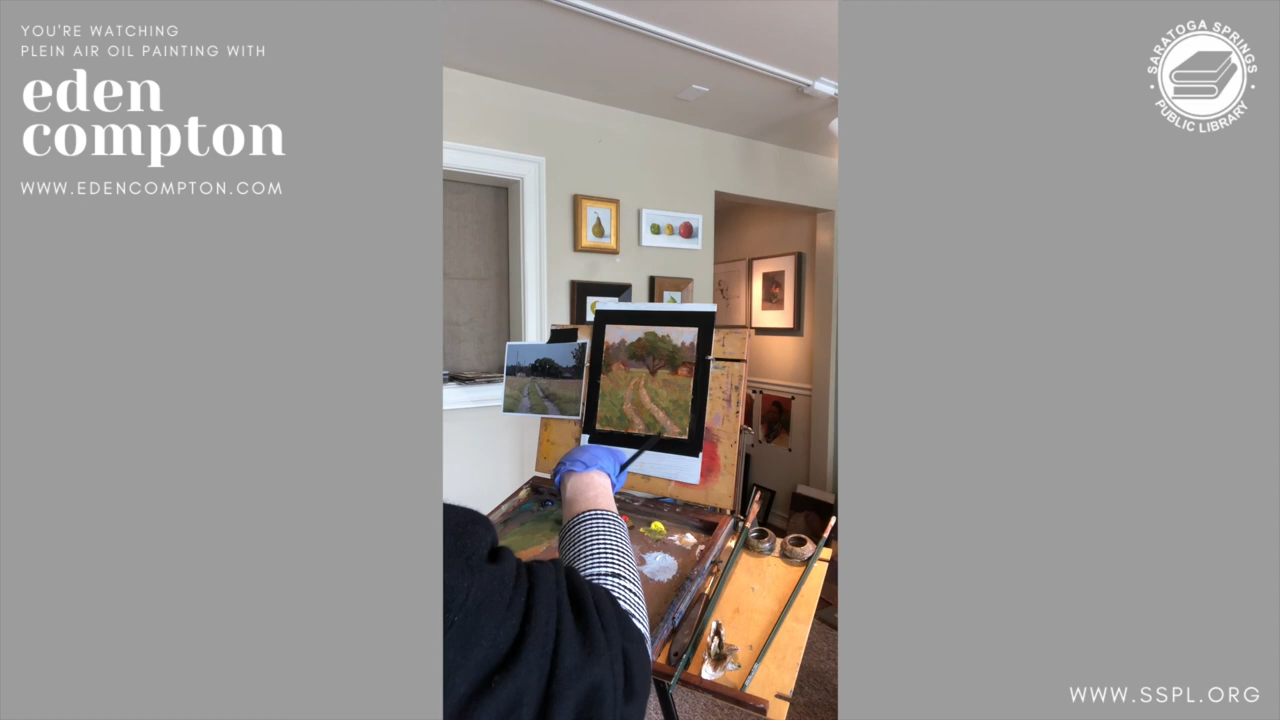 YOU'RE WATCHING
PLEIN AIR OIL PAINTING WITH
eden
compton
WWW.EDENCOMPTON.COM
SARATOGA SPRINGS
PUBLIC LIBRARY
WWW.SSPL.ORG